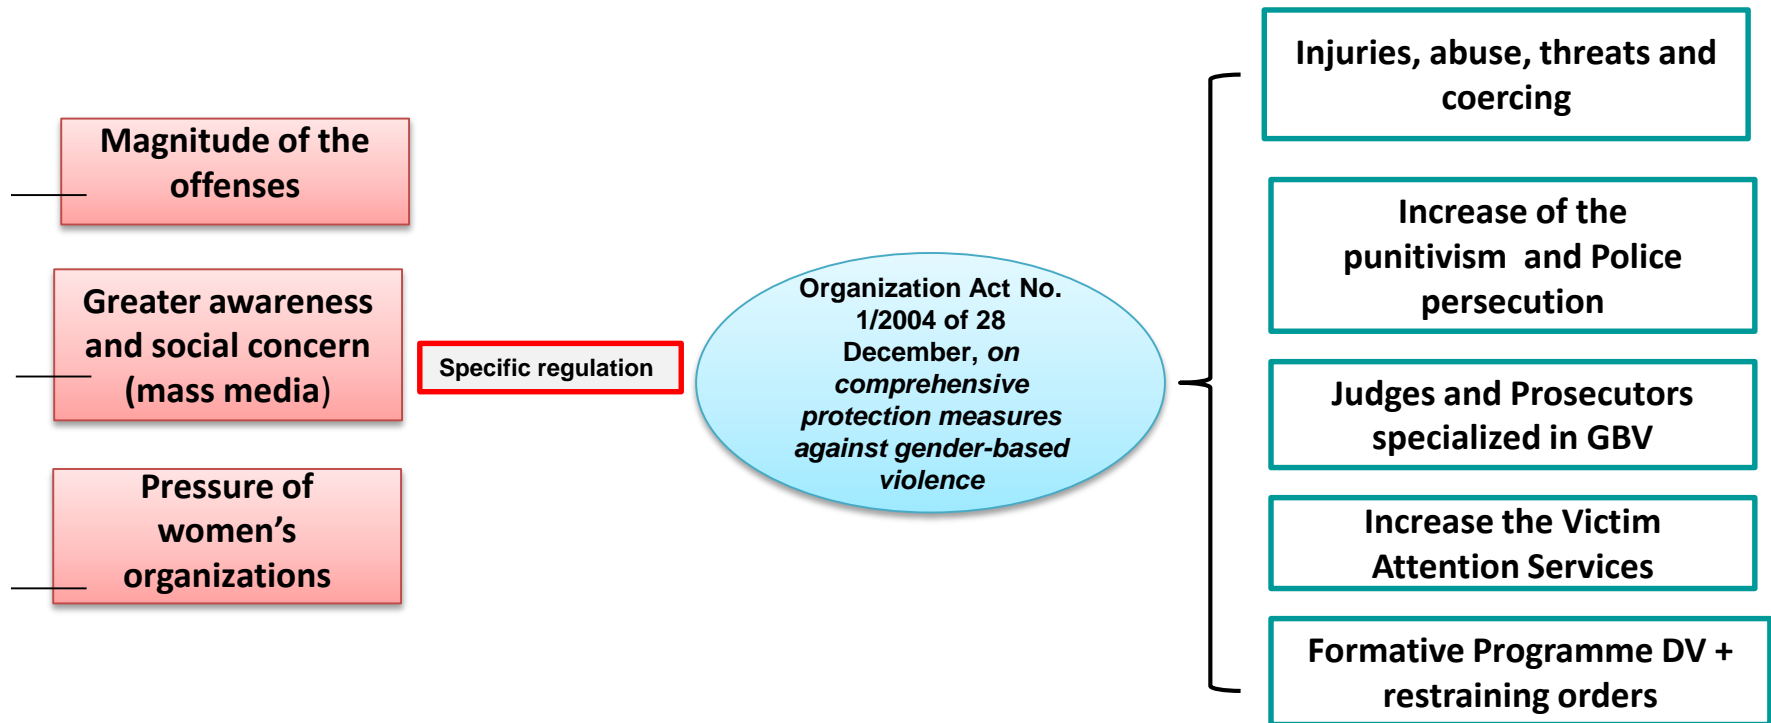 Magnitude of the
offenses
Greater awareness
and social concern
(mass media)
Pressure of
women’s
organizations
Specific regulation
Organization Act No.
1/2004 of 28
December, on
comprehensive
protection measures
against gender-based
violence
Injuries, abuse, threats and
coercing
Increase of the
punitivism and Police
persecution
Judges and Prosecutors
specialized in GBV
Increase the Victim
Attention Services
Formative Programme DV +
restraining orders